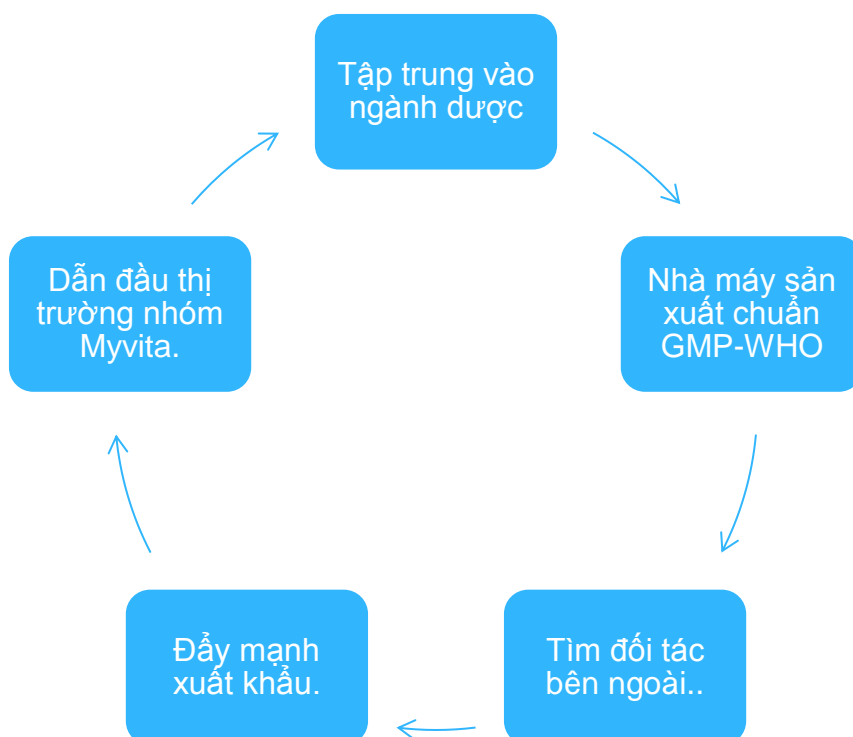 Tập trung vào
ngành dược
Nhà máy sản
xuất chuẩn
GMP-WHO
Tìm đối tác
bên ngoài..
Đẩy mạnh
xuất khẩu.
Dẫn đầu thị
trường nhóm
Myvita.